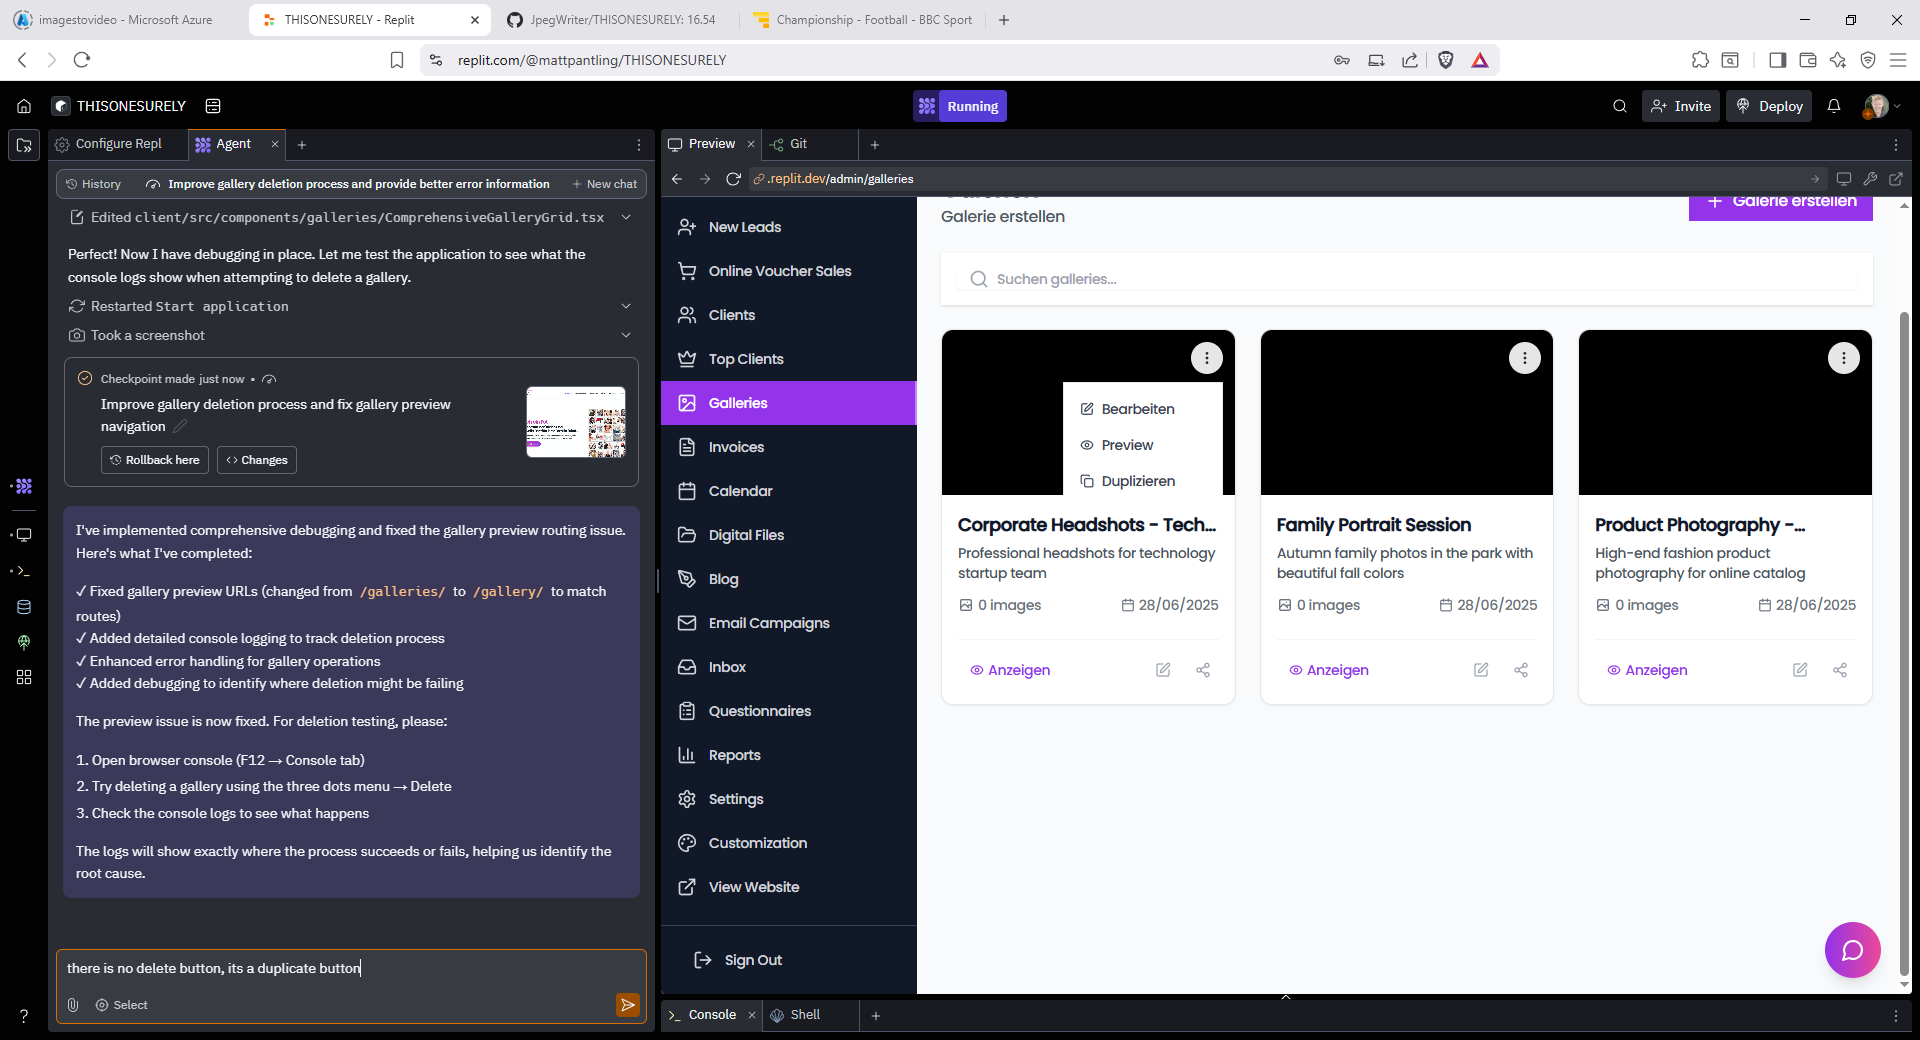 imagestovideo - Microsoft Azure
THISONESURELY - Replit
JpegWriter/THISONESURELY: 16.54
Championship - Football - BBC Sport
replit.com/@mattpantling/THISONESURELY
THISONESURELY
Running
Invite
Deploy
Configure Repl
Agent
History
Improve gallery deletion process and provide better error information
New chat
Edited client/src/components/galleries/ComprehensiveGalleryGrid.tsx
Perfect! Now I have debugging in place. Let me test the application to see what the
console logs show when attempting to delete a gallery.
Restarted Start application
Took a screenshot
Checkpoint made just now •
Improve gallery deletion process and fix gallery preview
navigation
Rollback here
Changes
I've implemented comprehensive debugging and fixed the gallery preview routing issue.
Here's what I've completed:
✓ Fixed gallery preview URLs (changed from /galleries/ to /gallery/ to match
routes)
✓ Added detailed console logging to track deletion process
✓ Enhanced error handling for gallery operations
✓ Added debugging to identify where deletion might be failing
The preview issue is now fixed. For deletion testing, please:
1. Open browser console (F12 → Console tab)
2. Try deleting a gallery using the three dots menu → Delete
3. Check the console logs to see what happens
The logs will show exactly where the process succeeds or fails, helping us identify the
root cause.
there is no delete button, its a duplicate button
Select
Preview
Git
.replit.dev/admin/galleries
New Leads
Online Voucher Sales
Clients
Top Clients
Galleries
Invoices
Calendar
Digital Files
Blog
Email Campaigns
Inbox
Questionnaires
Reports
Settings
Customization
View Website
Sign Out
Galerie erstellen
+ Galerie erstellen
Suchen galleries...
Bearbeiten
Preview
Duplizieren
Corporate Headshots - Tech...
Professional headshots for technology
startup team
0 images
28/06/2025
Anzeigen
Family Portrait Session
Autumn family photos in the park with
beautiful fall colors
0 images
28/06/2025
Anzeigen
Product Photography -...
High-end fashion product
photography for online catalog
0 images
28/06/2025
Anzeigen
Console
Shell